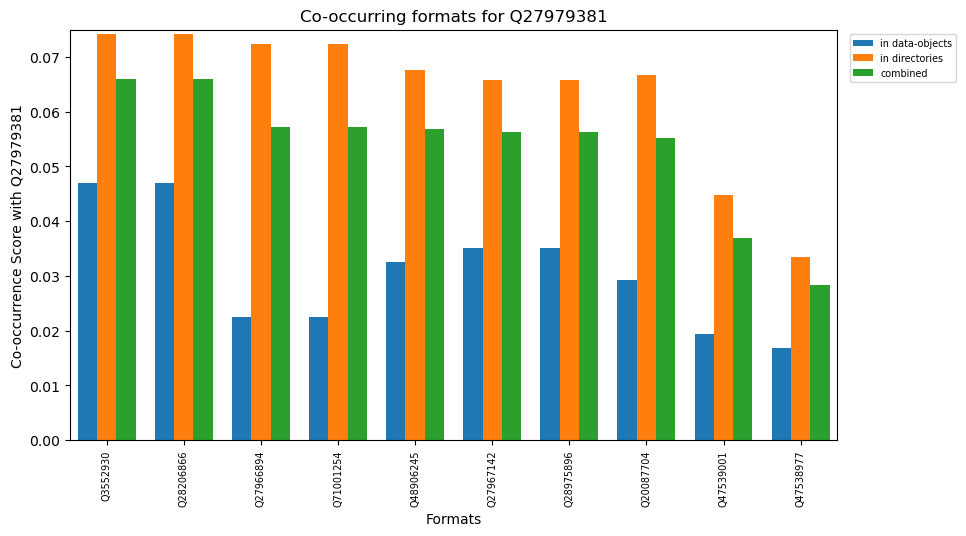 Co-occurring formats for Q27979381
in data-objects
in directories
combined
Co-occurrence Score with Q27979381
0.07
0.06
0.05
0.04
0.03
0.02
0.01
0.00
Q3552930
Q28206866
Q27966894
Q71001254
Q48906245
Q27967142
Q28975896
Q20087704
Q47539001
Q47538977
Formats